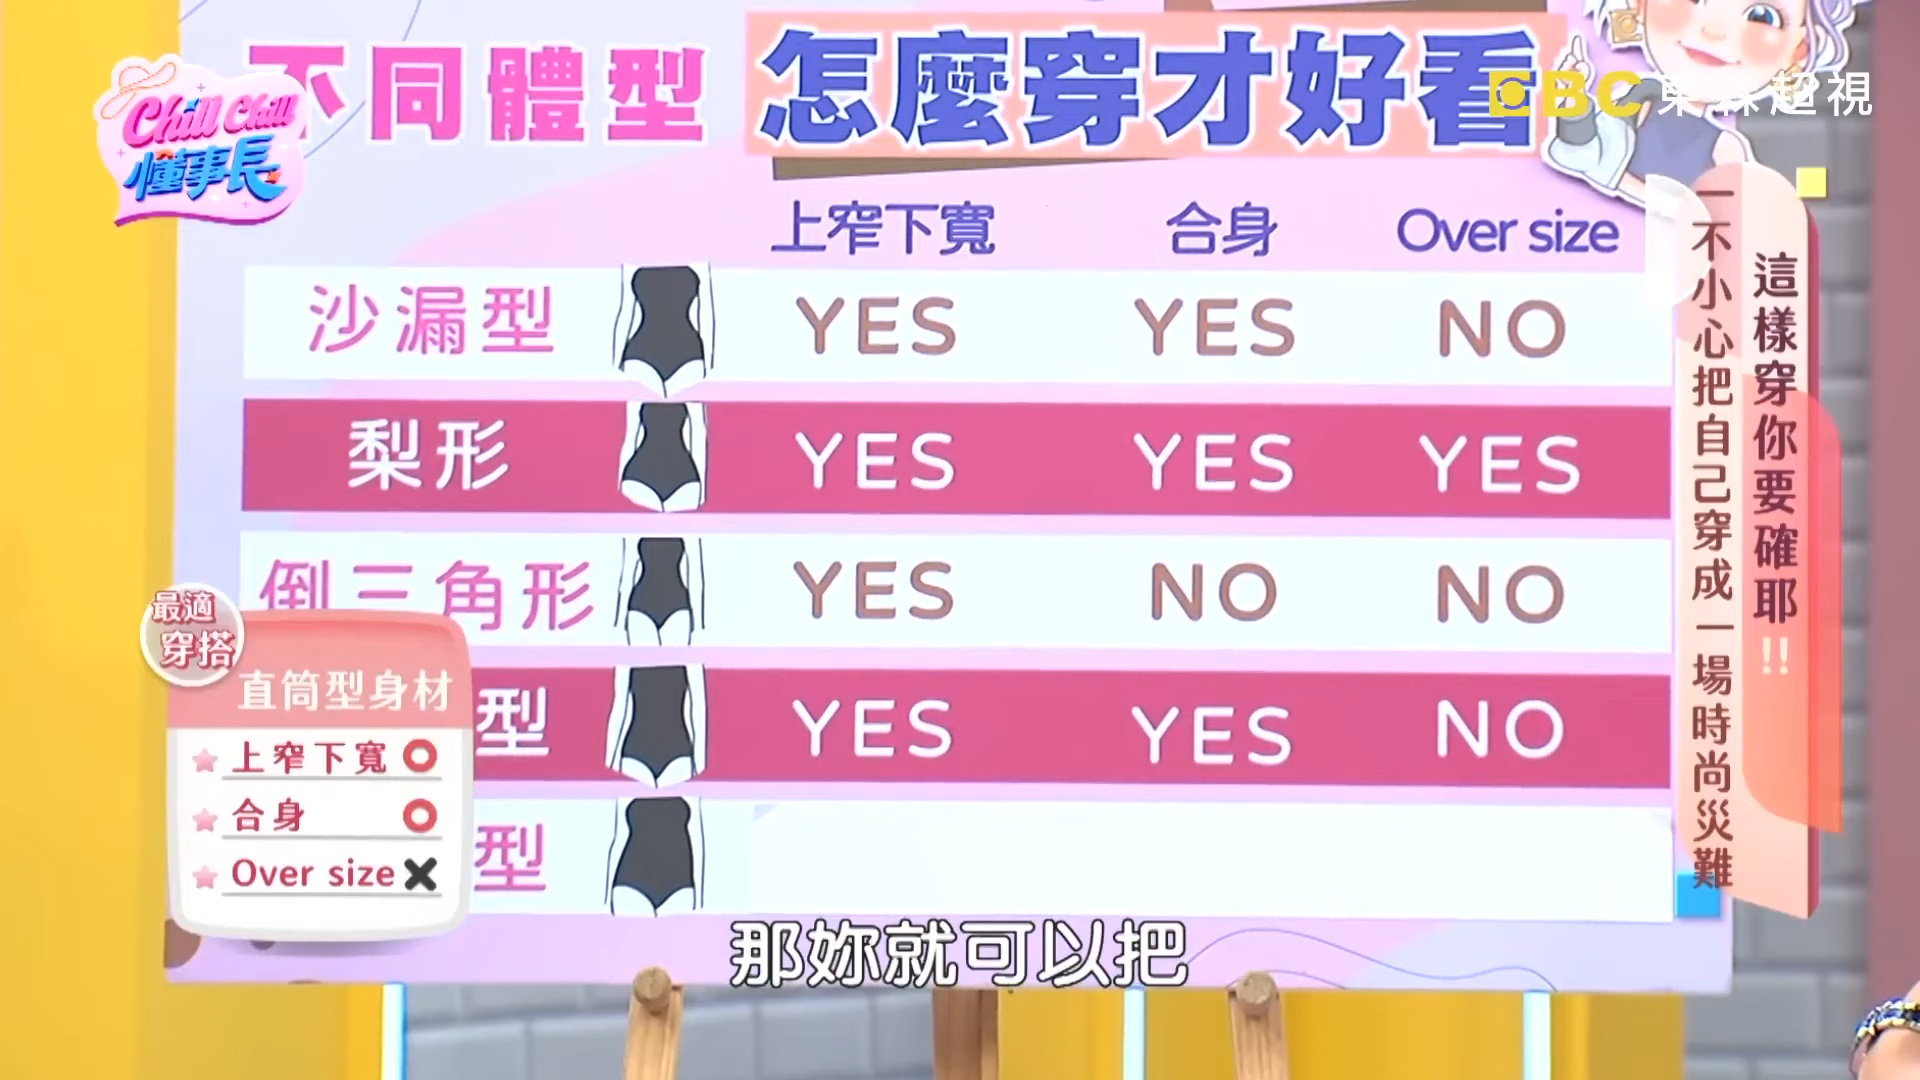 Chill Chill
懂事長
不同體型 怎麼穿才好看
EBC 東森超視
上窄下寬 合身 Over size
沙漏型 YES YES NO
梨形 YES YES YES
倒三角形 YES NO NO
型 YES YES NO
型
最適
穿搭
直筒型身材
上窄下寬
合身
Over size
這樣穿你要確耶!!
一不小心把自己穿成一場時尚災難
那妳就可以把